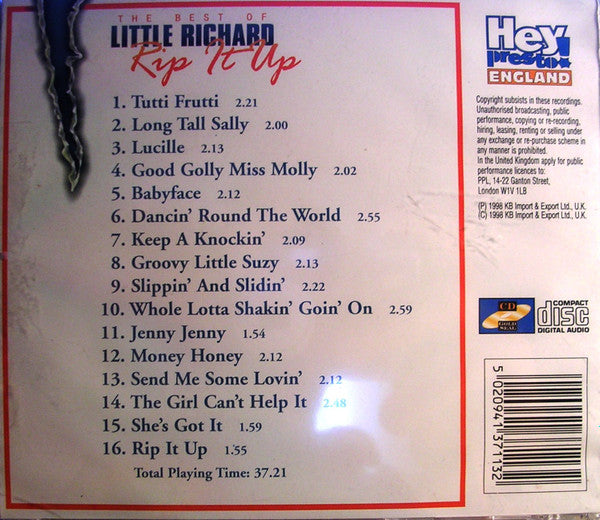 THE BEST OF
LITTLE RICHARD
Rip It Up
1. Tutti Frutti 2.21
2. Long Tall Sally 2.00
3. Lucille 2.13
4. Good Golly Miss Molly 2.02
5. Babyface 2.12
6. Dancin' Round The World 2.55
7. Keep A Knockin' 2.09
8. Groovy Little Suzy 2.13
9. Slippin' And Slidin' 2.22
10. Whole Lotta Shakin' Goin' On 2.59
11. Jenny Jenny 1.54
12. Money Honey 2.12
13. Send Me Some Lovin' 2.12
14. The Girl Can't Help It 2.48
15. She's Got It 1.59
16. Rip It Up 1.55
Total Playing Time: 37.21
Hey
presto!
ENGLAND
Copyright subsists in these recordings.
Unauthorised broadcasting, public
performance, copying or re-recording,
hiring, leasing, renting or selling under
any exchange or re-purchase scheme in
any manner is prohibited.
In the United Kingdom apply for public
performance licences to:
PPL, 14-22 Ganton Street,
London W1V 1LB
(P) 1998 KB Import & Export Ltd., U.K.
(C) 1998 KB Import & Export Ltd., U.K.
CD
GOLD
SEAL
COMPACT
disc
DIGITAL AUDIO
5 020941 371132